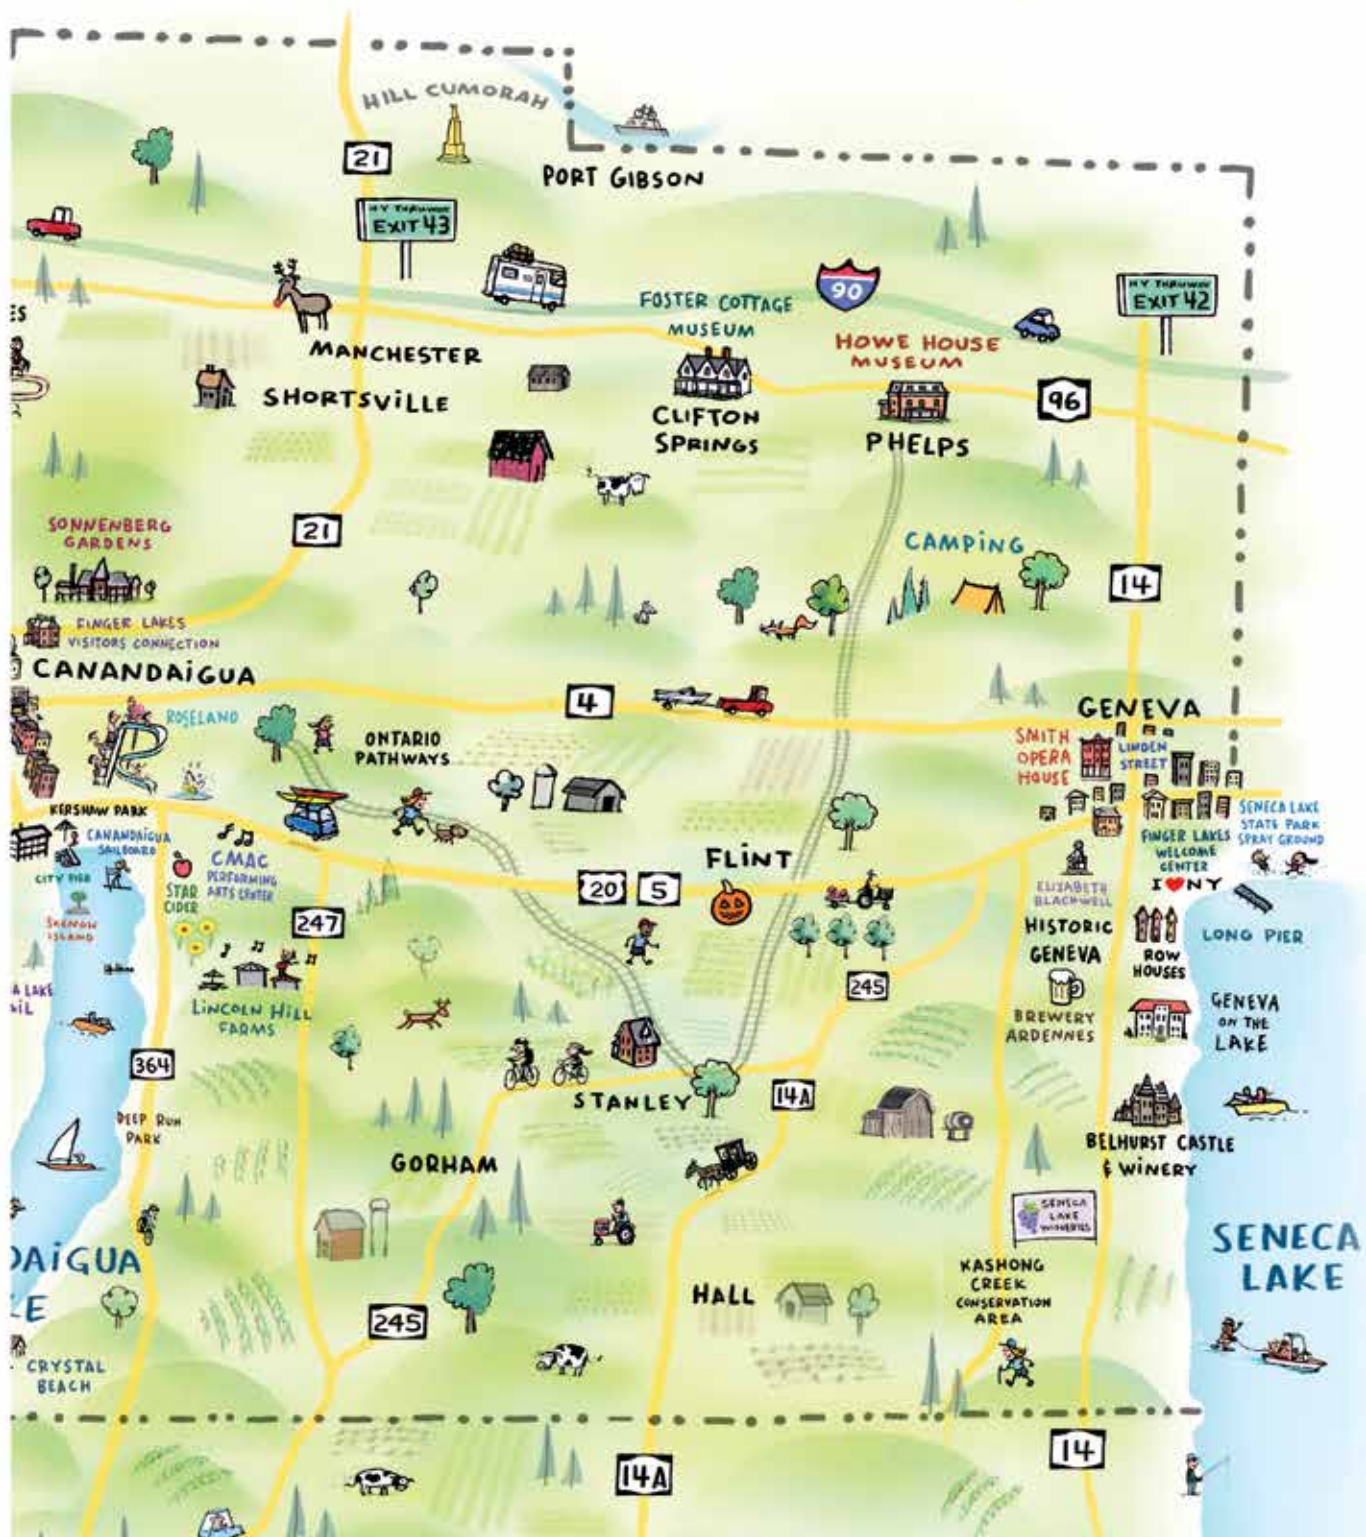 HILL CUMORAH
21
PORT GIBSON
NY THRUWAY
EXIT 43
90
NY THRUWAY
EXIT 42
FOSTER COTTAGE
MUSEUM
HOWE HOUSE
MUSEUM
ES
MANCHESTER
SHORTSVILLE
96
CLIFTON
SPRINGS
PHELPS
SONNENBERG
GARDENS
21
CAMPING
14
FINGER LAKES
VISITORS CONNECTION
CANANDAIGUA
4
GENEVA
ROSELAND
ONTARIO
PATHWAYS
SMITH
OPERA
HOUSE
LINDEN
STREET
KERSHAW PARK
CANANDAIGUA
SAILBOARD
CITY PIER
SKENOH
ISLAND
CMAC
PERFORMING
ARTS CENTER
STAR
CIDER
FLINT
20
5
247
SENECA LAKE
STATE PARK
SPRAY GROUND
FINGER LAKES
WELCOME
CENTER
I ♥ NY
ELIZABETH
BLACKWELL
HISTORIC
GENEVA
ROW
HOUSES
LONG PIER
A LAKE
LINCOLN HILL
FARMS
245
BREWERY
ARDENNES
GENEVA
ON THE
LAKE
364
DEEP RUN
PARK
STANLEY
14A
GORHAM
BELHURST CASTLE
& WINERY
SENECA
LAKE
WINERIES
DAIGUA
E
SENECA
LAKE
KASHONG
CREEK
CONSERVATION
AREA
HALL
245
CRYSTAL
BEACH
14A
14